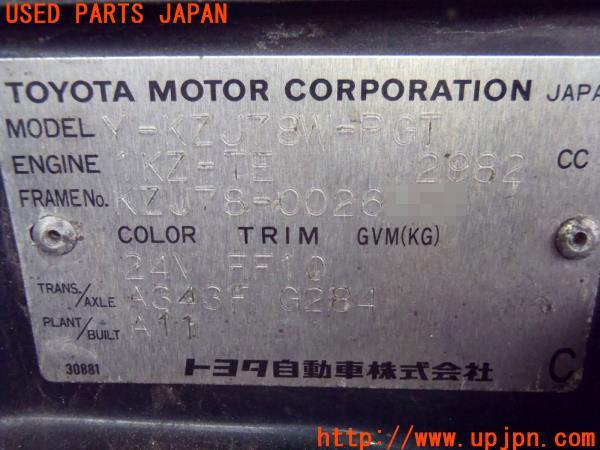 USED PARTS JAPAN
TOYOTA MOTOR CORPORATION JAPA
MODEL Y-KZJ78W-PGT
ENGINE 1KZ-TE 2982 CC
FRAME No. KZJ78-0026
COLOR TRIM GVM(KG)
24V FF10
TRANS./AXLE A343F G284
PLANT/BUILT A11
30881 トヨタ自動車株式会社 C
UPJ http://www.upjpn.com/